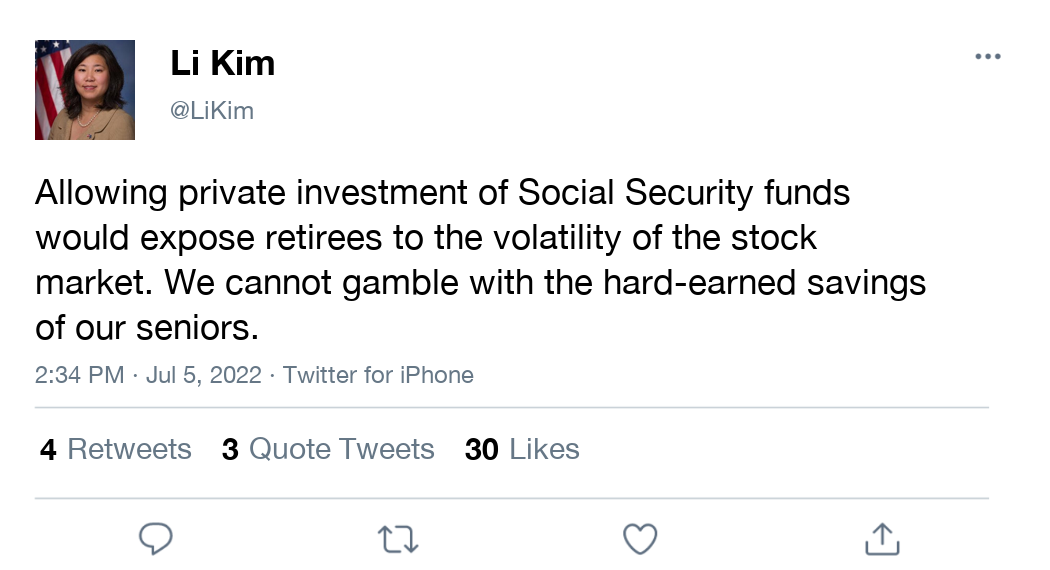 Li Kim
@LiKim
Allowing private investment of Social Security funds
would expose retirees to the volatility of the stock
market. We cannot gamble with the hard-earned savings
of our seniors.
2:34 PM · Jul 5, 2022 · Twitter for iPhone
4 Retweets 3 Quote Tweets 30 Likes